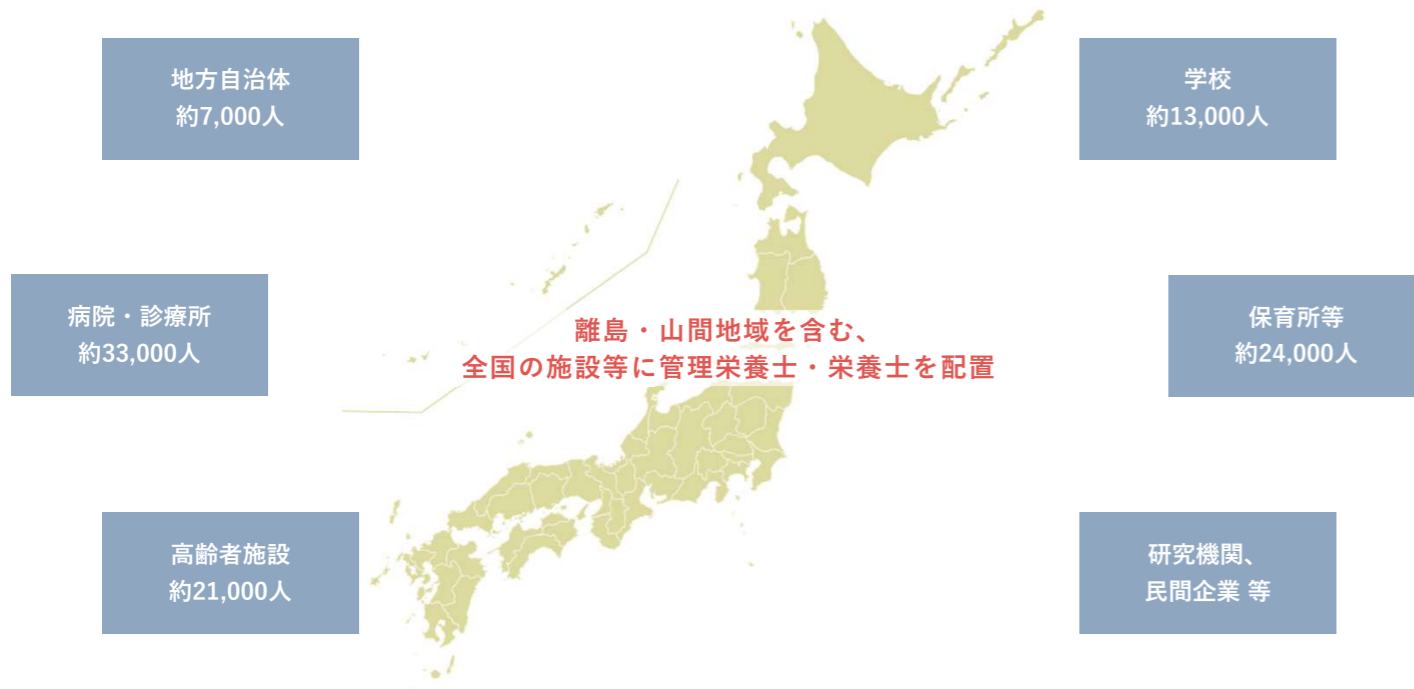 地方自治体
約7,000人
学校
約13,000人
病院・診療所
約33,000人
離島・山間地域を含む、
全国の施設等に管理栄養士・栄養士を配置
保育所等
約24,000人
高齢者施設
約21,000人
研究機関、
民間企業 等